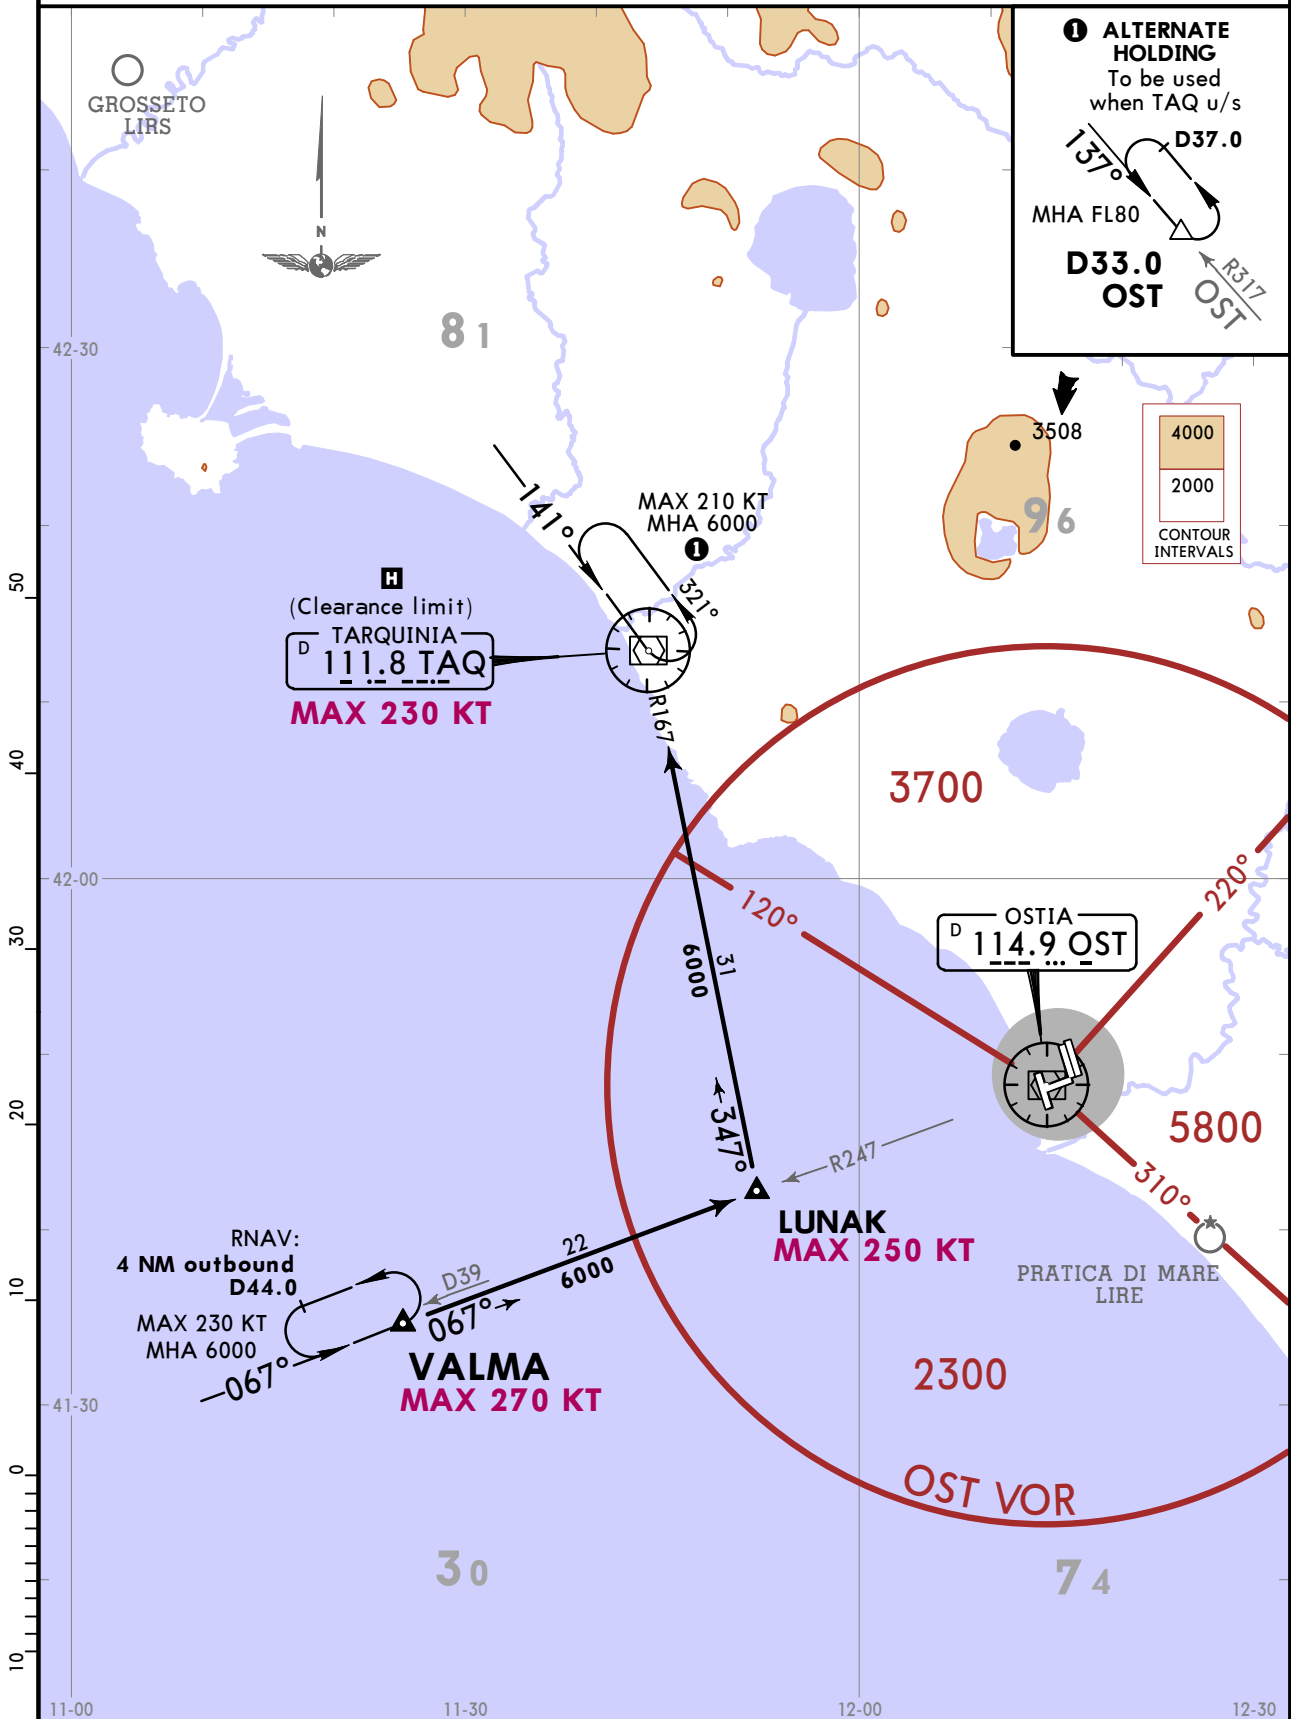 GROSSETO
LIRS
N
❶ ALTERNATE
HOLDING
To be used
when TAQ u/s
D37.0
137°
MHA FL80
D33.0
OST
R317
OST
42-30
81
3508
96
4000
2000
CONTOUR
INTERVALS
141°
MAX 210 KT
MHA 6000
❶
321°
H
(Clearance limit)
TARQUINIA
D 111.8 TAQ
MAX 230 KT
R167
3700
42-00
120°
220°
OSTIA
D 114.9 OST
31
6000
347°
R247
5800
310°
LUNAK
MAX 250 KT
PRATICA DI MARE
LIRE
RNAV:
4 NM outbound
D44.0
MAX 230 KT
MHA 6000
067°
D39
067°
22
6000
VALMA
MAX 270 KT
2300
41-30
OST VOR
30
74
50
40
30
20
10
0
10
11-00
11-30
12-00
12-30